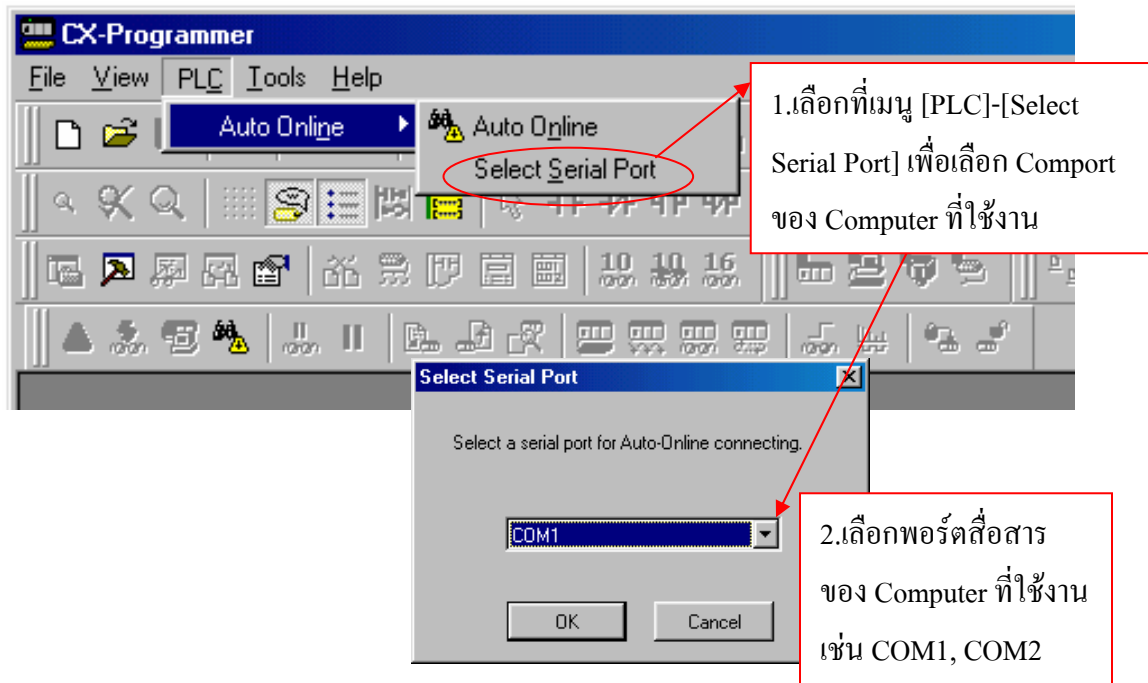 CX-Programmer
File View PLC Tools Help
Auto Online
Auto Online
Select Serial Port
1.เลือกที่เมนู [PLC]-[Select
Serial Port] เพื่อเลือก Comport
ของ Computer ที่ใช้งาน
10 10 16
Select Serial Port
Select a serial port for Auto-Online connecting.
COM1
OK Cancel
2.เลือกพอร์ตสื่อสาร
ของ Computer ที่ใช้งาน
เช่น COM1, COM2